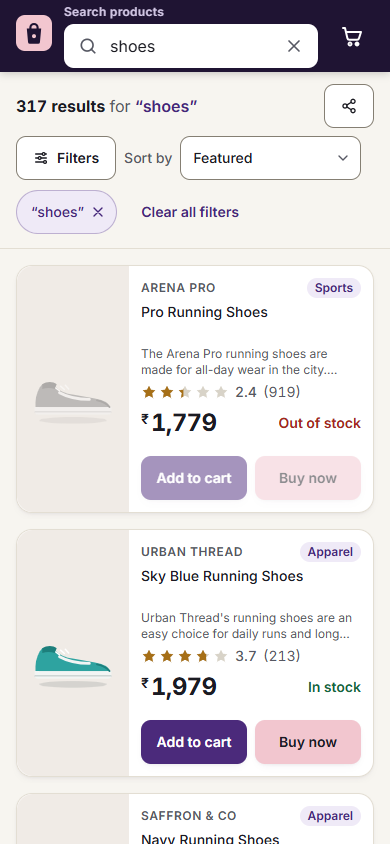 Search products
shoes
317 results for “shoes”
Filters
Sort by
Featured
“shoes”
Clear all filters
ARENA PRO
Sports
Pro Running Shoes
The Arena Pro running shoes are
made for all-day wear in the city....
2.4 (919)
₹1,779
Out of stock
Add to cart
Buy now
URBAN THREAD
Apparel
Sky Blue Running Shoes
Urban Thread's running shoes are an
easy choice for daily runs and long...
3.7 (213)
₹1,979
In stock
Add to cart
Buy now
SAFFRON & CO
Apparel
Navy Running Shoes